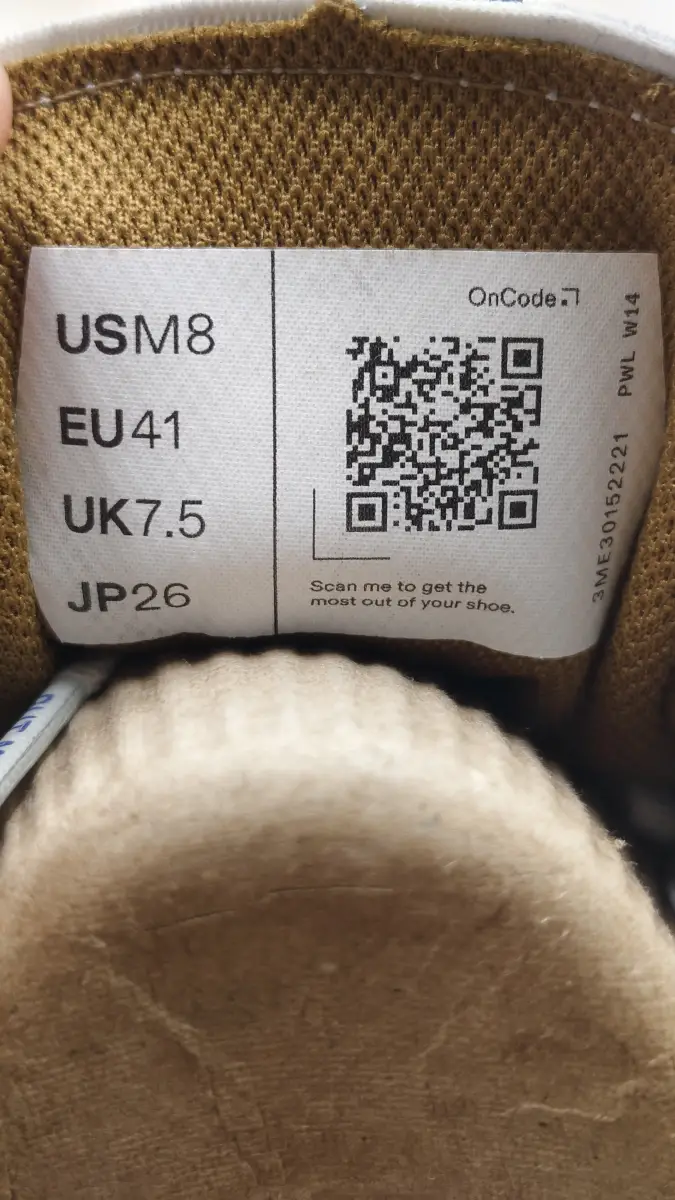 USM8
EU41
UK7.5
JP26
OnCode
Scan me to get the
most out of your shoe.
3ME30152221 PWL W14